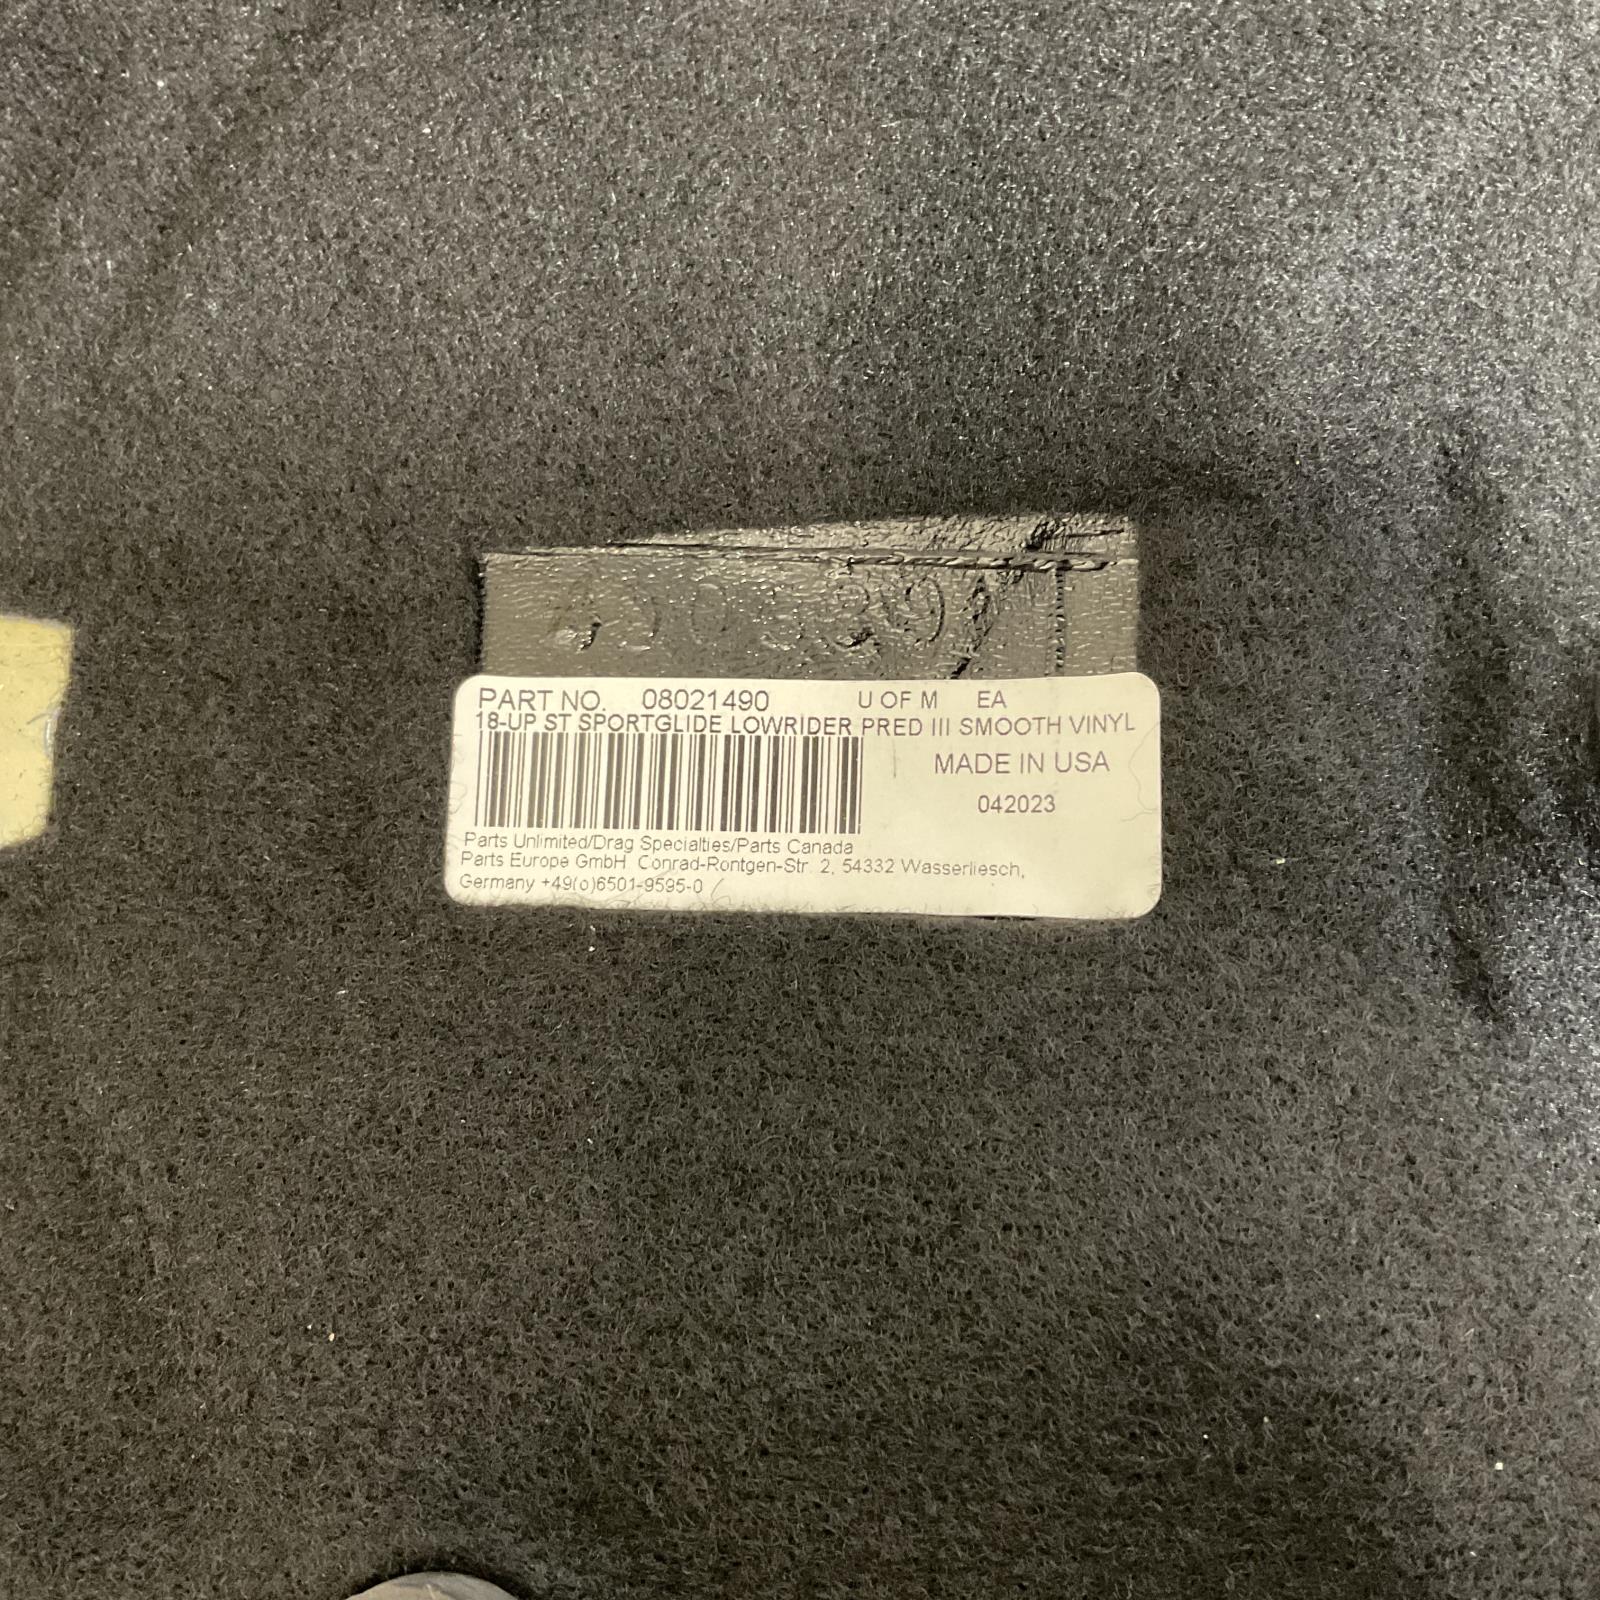 PART NO. 08021490 U OF M EA
18-UP ST SPORTGLIDE LOWRIDER PRED III SMOOTH VINYL
MADE IN USA
042023
Parts Unlimited/Drag Specialties/Parts Canada
Parts Europe GmbH Conrad-Rontgen-Str. 2, 54332 Wasserliesch,
Germany +49(o)6501-9595-0